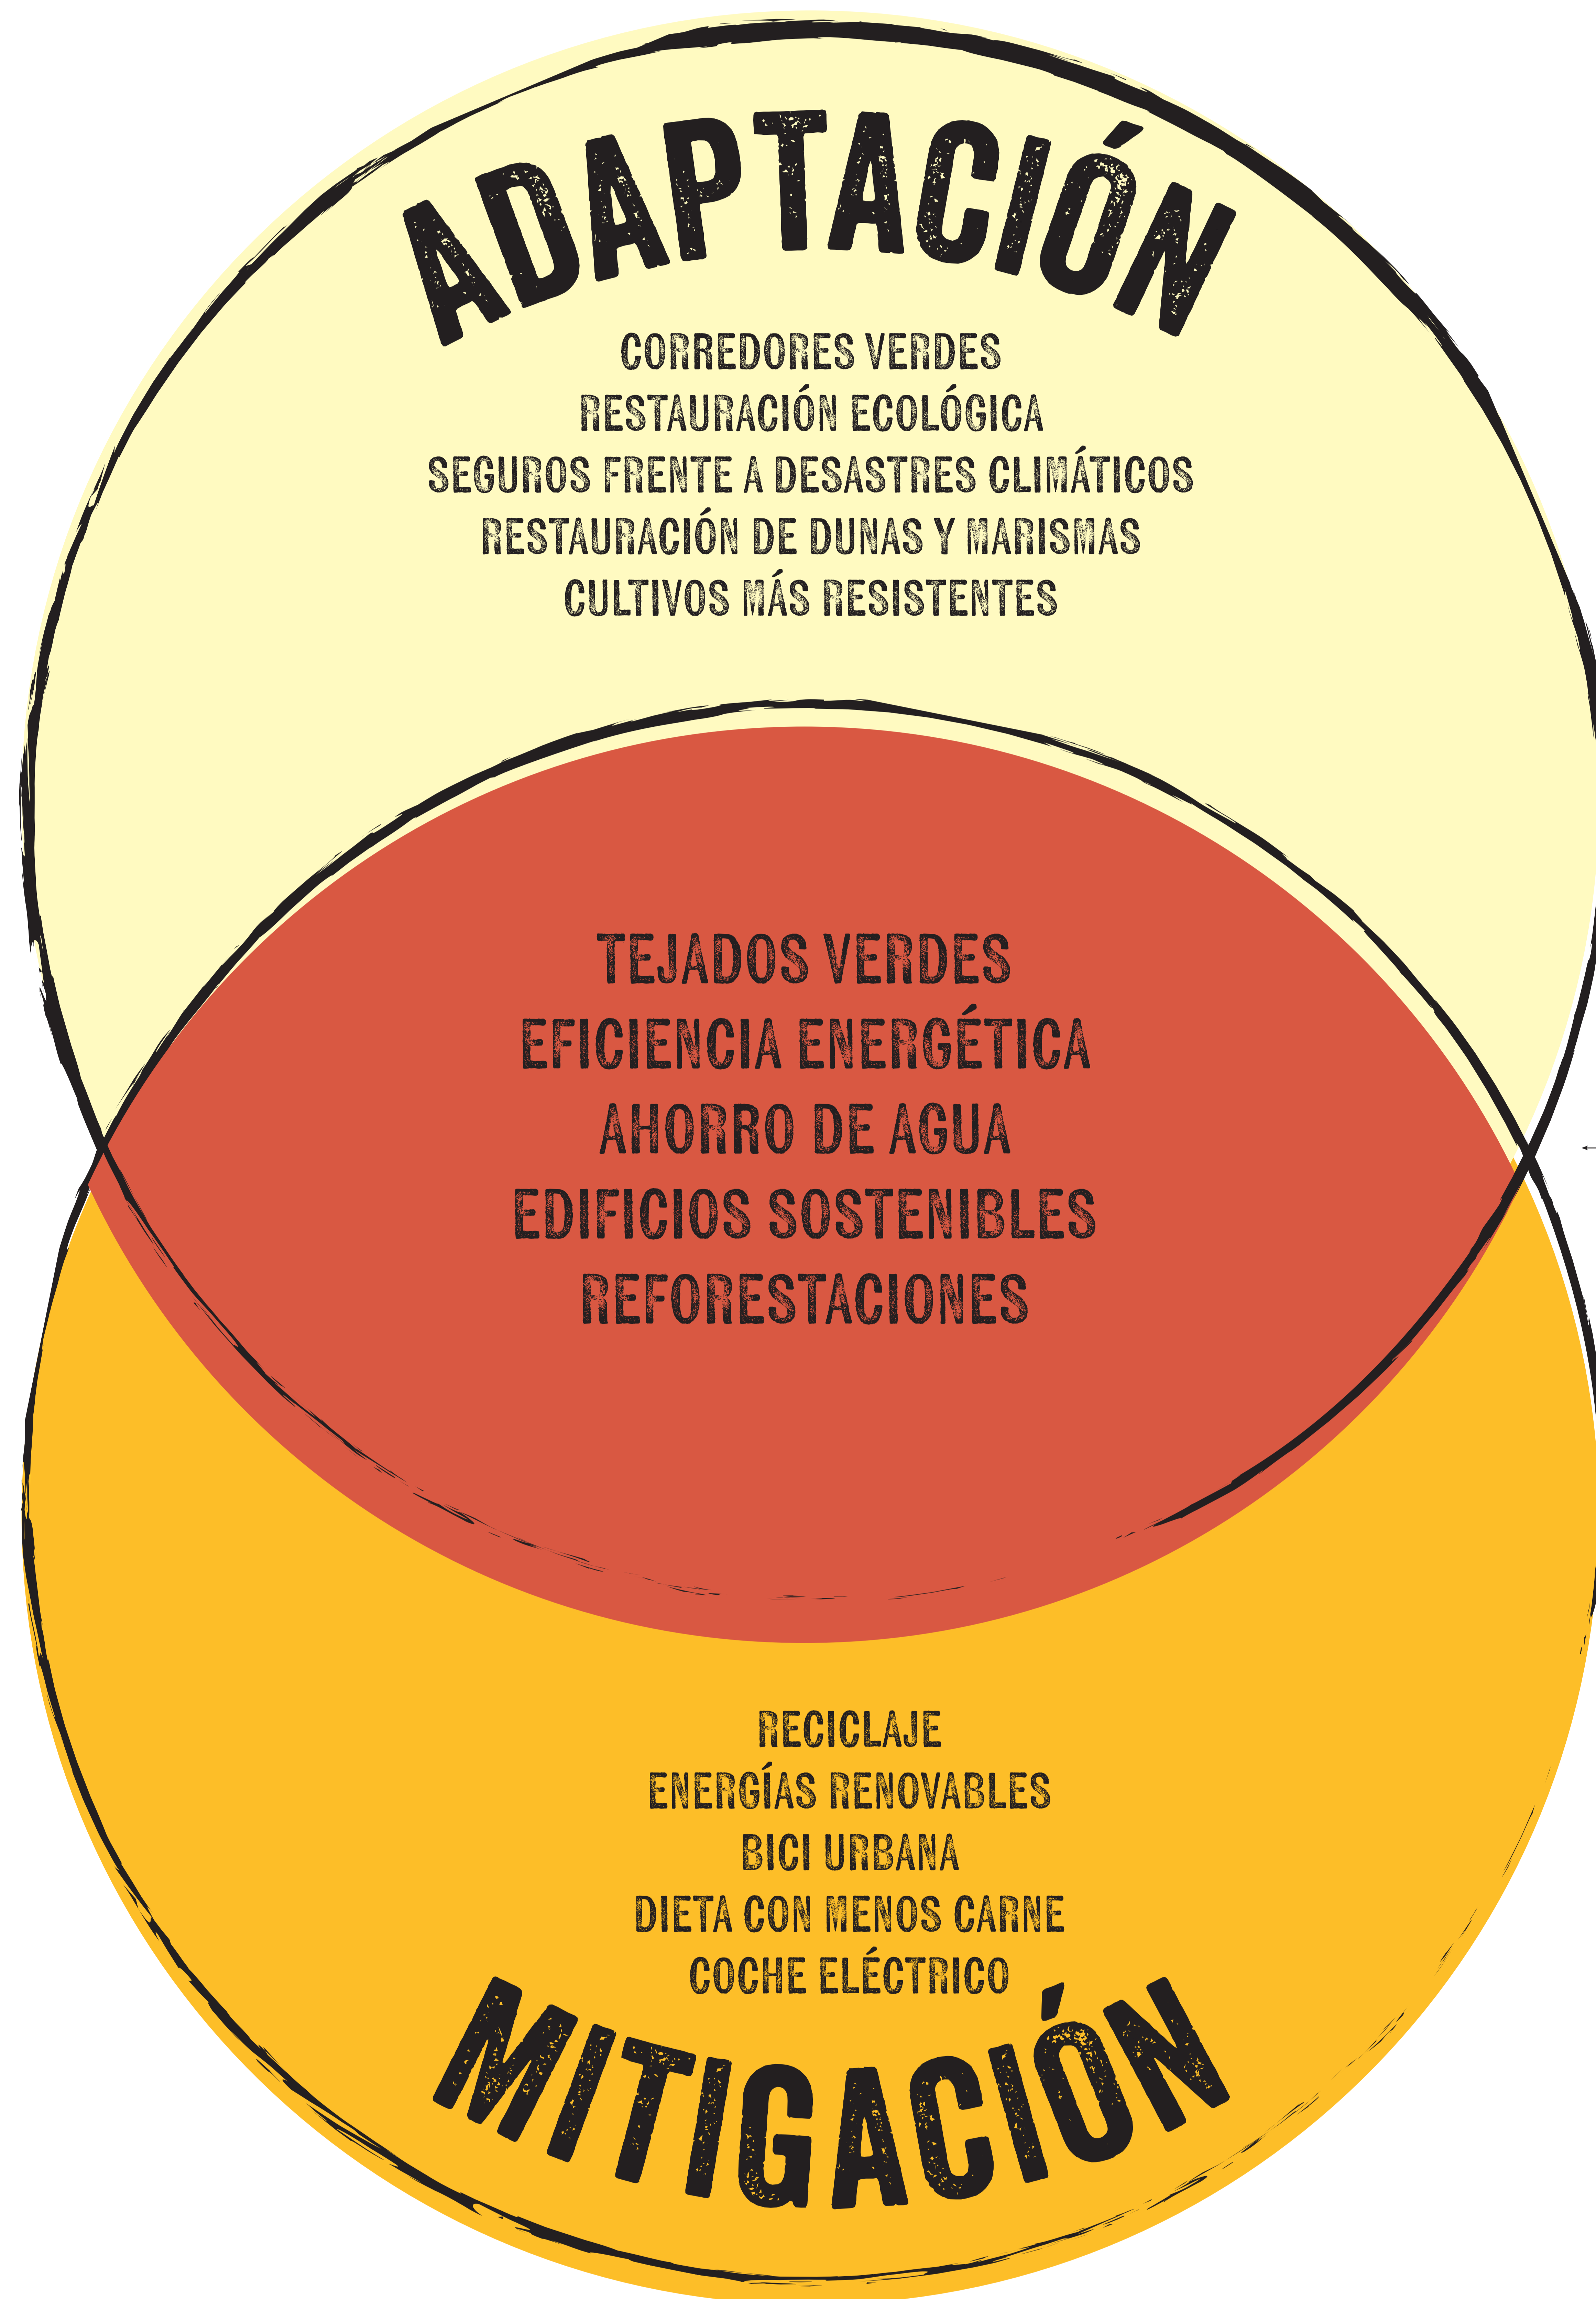 ADAPTACIÓN
CORREDORES VERDES
RESTAURACIÓN ECOLÓGICA
SEGUROS FRENTE A DESASTRES CLIMÁTICOS
RESTAURACIÓN DE DUNAS Y MARISMAS
CULTIVOS MÁS RESISTENTES
TEJADOS VERDES
EFICIENCIA ENERGÉTICA
AHORRO DE AGUA
EDIFICIOS SOSTENIBLES
REFORESTACIONES
RECICLAJE
ENERGÍAS RENOVABLES
BICI URBANA
DIETA CON MENOS CARNE
COCHE ELÉCTRICO
MITIGACIÓN